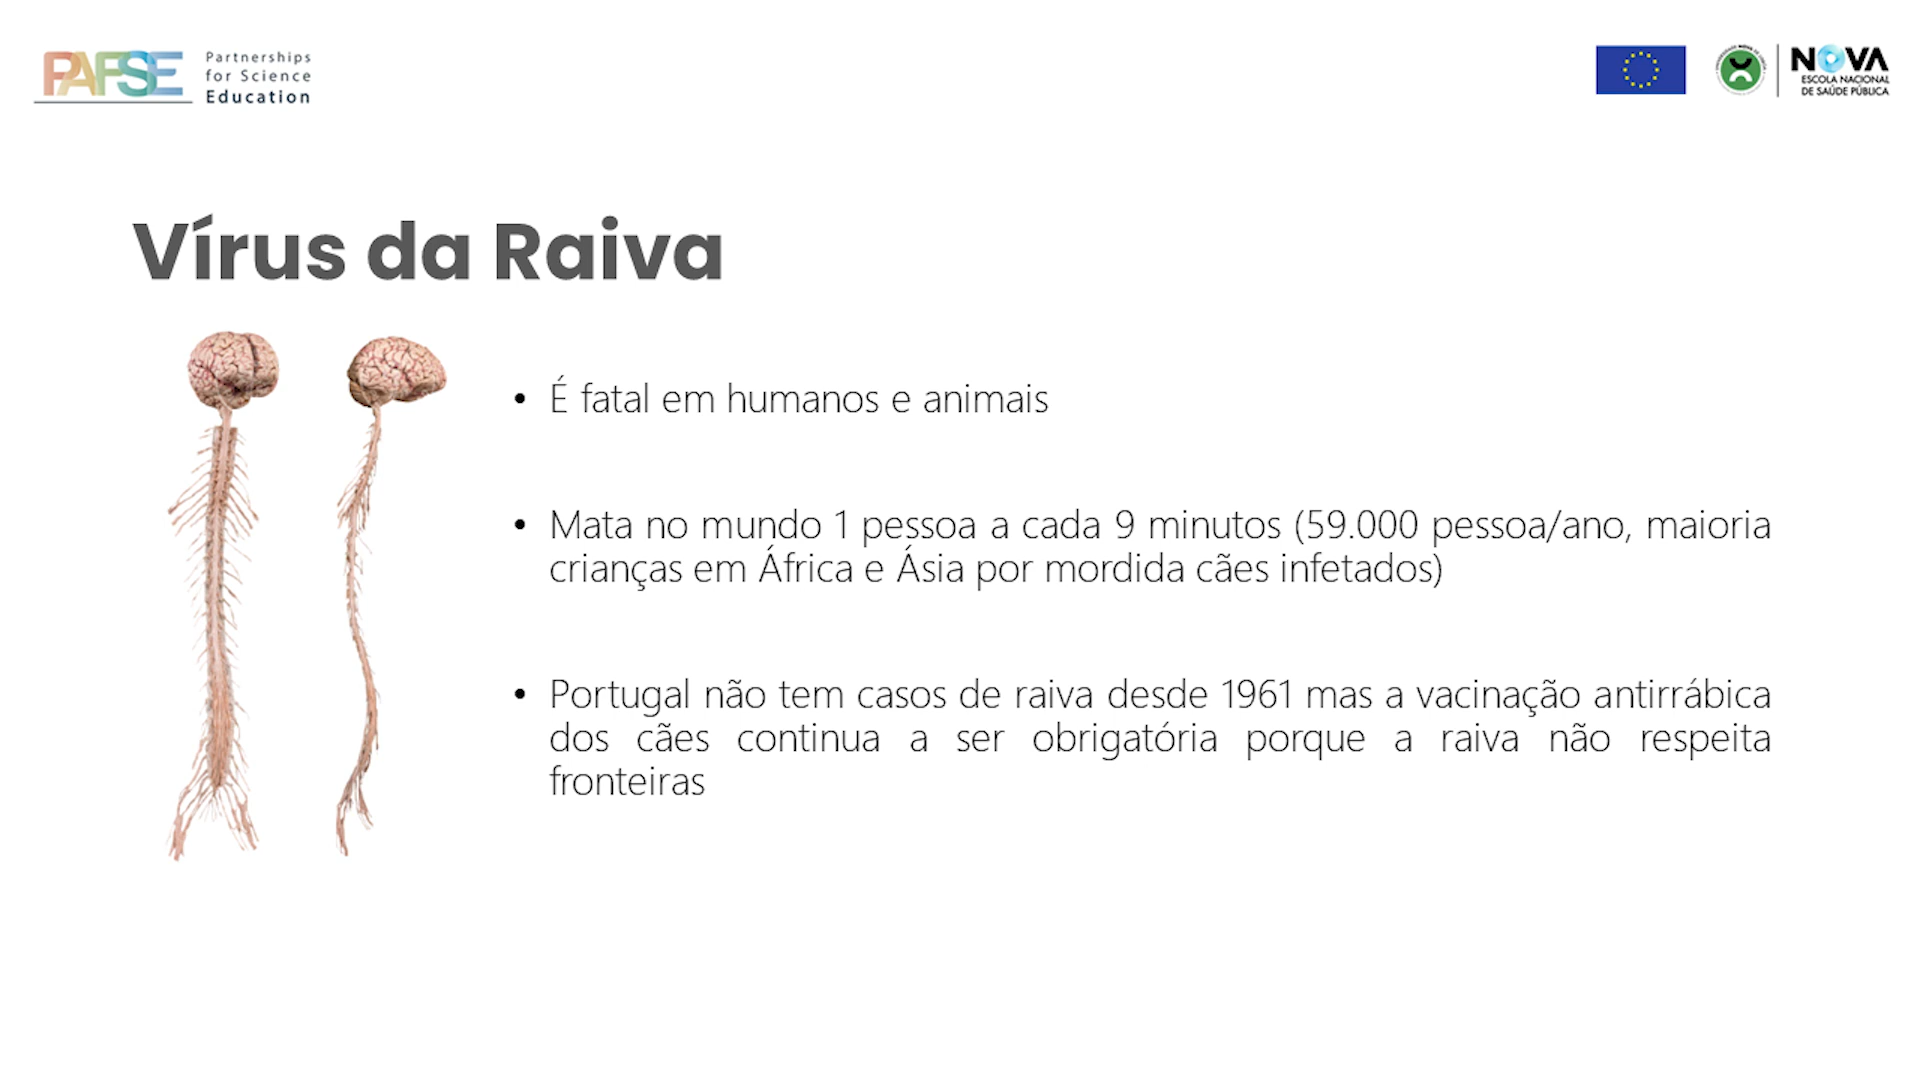 PAFSE
Partnerships
for Science
Education
NOVA
ESCOLA NACIONAL
DE SAÚDE PÚBLICA
Vírus da Raiva
• É fatal em humanos e animais
• Mata no mundo 1 pessoa a cada 9 minutos (59.000 pessoa/ano, maioria
crianças em África e Ásia por mordida cães infetados)
• Portugal não tem casos de raiva desde 1961 mas a vacinação antirrábica
dos cães continua a ser obrigatória porque a raiva não respeita
fronteiras